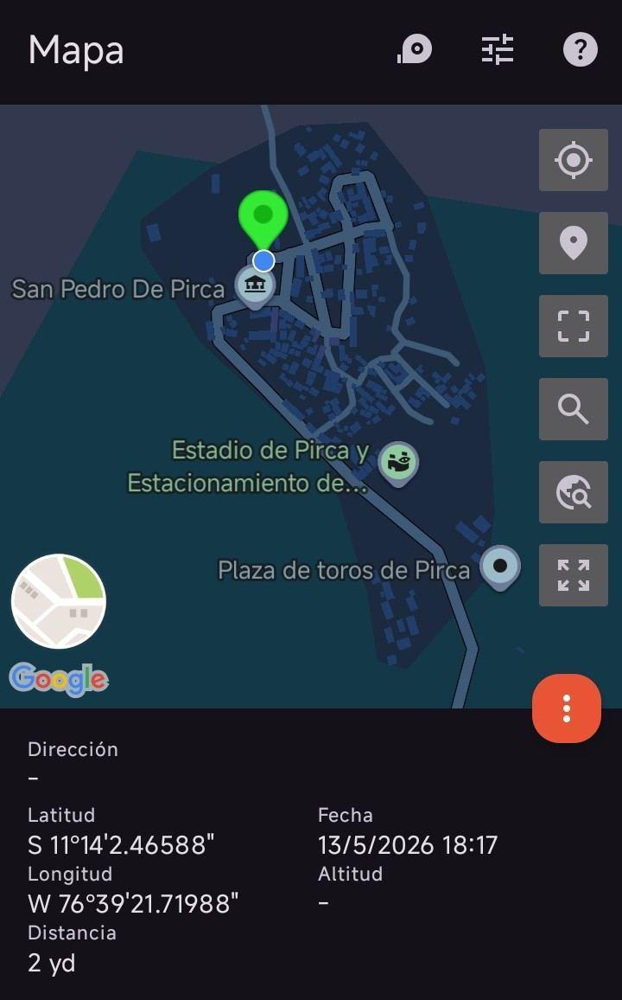 Mapa
San Pedro De Pirca
Estadio de Pirca y
Estacionamiento de...
Plaza de toros de Pirca
Google
Dirección
-
Latitud
S 11°14'2.46588"
Fecha
13/5/2026 18:17
Longitud
W 76°39'21.71988"
Altitud
-
Distancia
2 yd